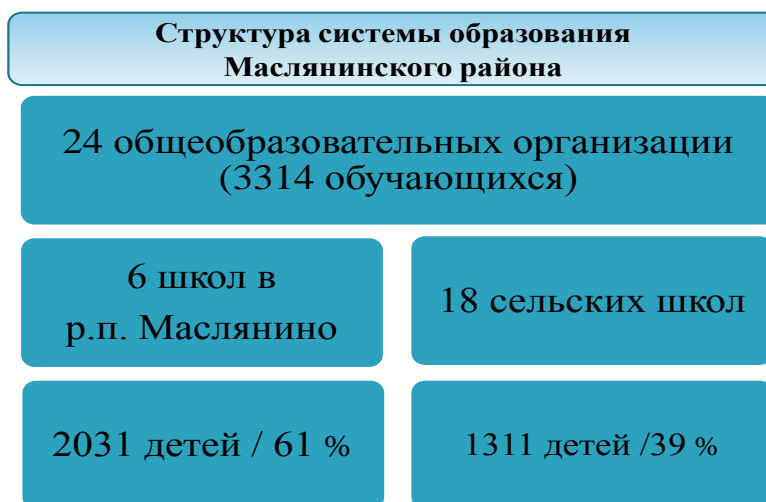 Структура системы образования
Маслянинского района
24 общеобразовательных организации
(3314 обучающихся)
6 школ в
р.п. Маслянино
18 сельских школ
2031 детей / 61 %
1311 детей /39 %